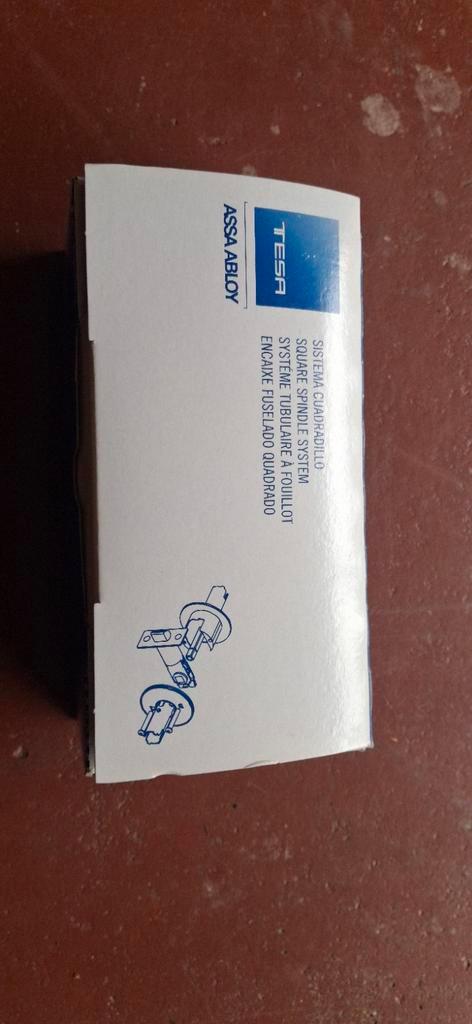 TESA
ASSA ABLOY
SISTEMA CUADRADILLO
SQUARE SPINDLE SYSTEM
SYSTÈME TUBULAIRE À FOUILLOT
ENCAIXE FUSELADO QUADRADO